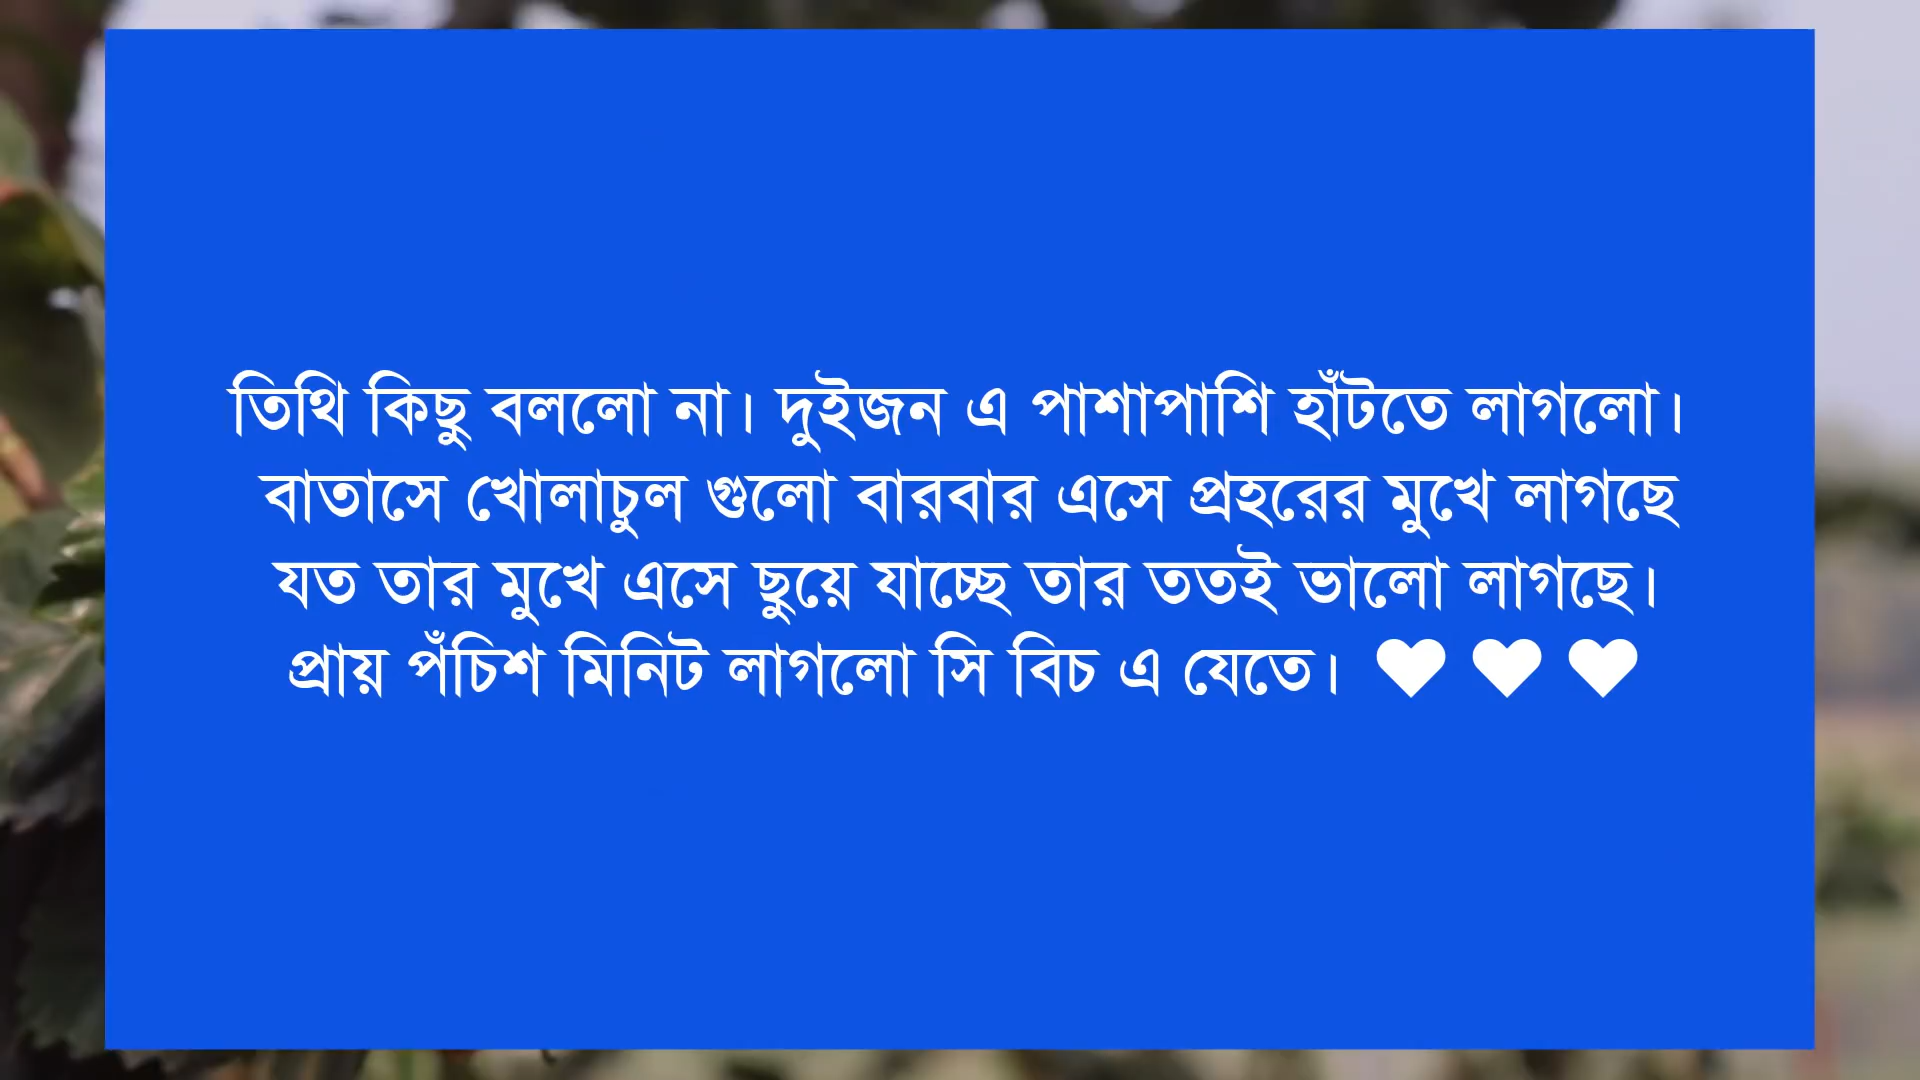 তিথি কিছু বললো না। দুইজন এ পাশাপাশি হাঁটতে লাগলো।
বাতাসে খোলাচুল গুলো বারবার এসে প্রহরের মুখে লাগছে
যত তার মুখে এসে ছুয়ে যাচ্ছে তার ততই ভালো লাগছে।
প্রায় পঁচিশ মিনিট লাগলো সি বিচ এ যেতে। ♥ ♥ ♥